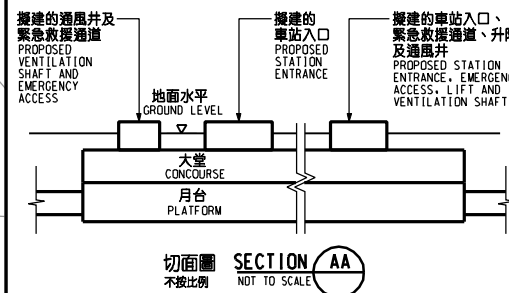 擬建的通風井及
緊急救援通道
PROPOSED
VENTILATION
SHAFT AND
EMERGENCY
ACCESS
擬建的
車站入口
PROPOSED
STATION
ENTRANCE
擬建的車站入口、
緊急救援通道、升
及通風井
PROPOSED STATION
ENTRANCE, EMERGENC
ACCESS, LIFT AND
VENTILATION SHAFT
地面水平
GROUND LEVEL
大堂
CONCOURSE
月台
PLATFORM
切面圖 SECTION AA
不按比例 NOT TO SCALE